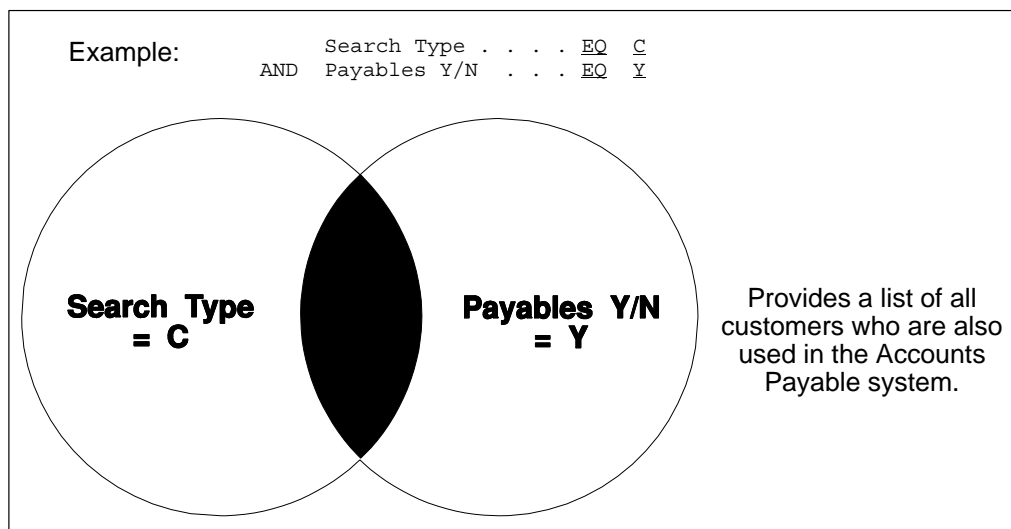 Example:
Search Type . . . . EQ C
AND Payables Y/N . . . EQ Y
Search Type
= C
Payables Y/N
= Y
Provides a list of all
customers who are also
used in the Accounts
Payable system.